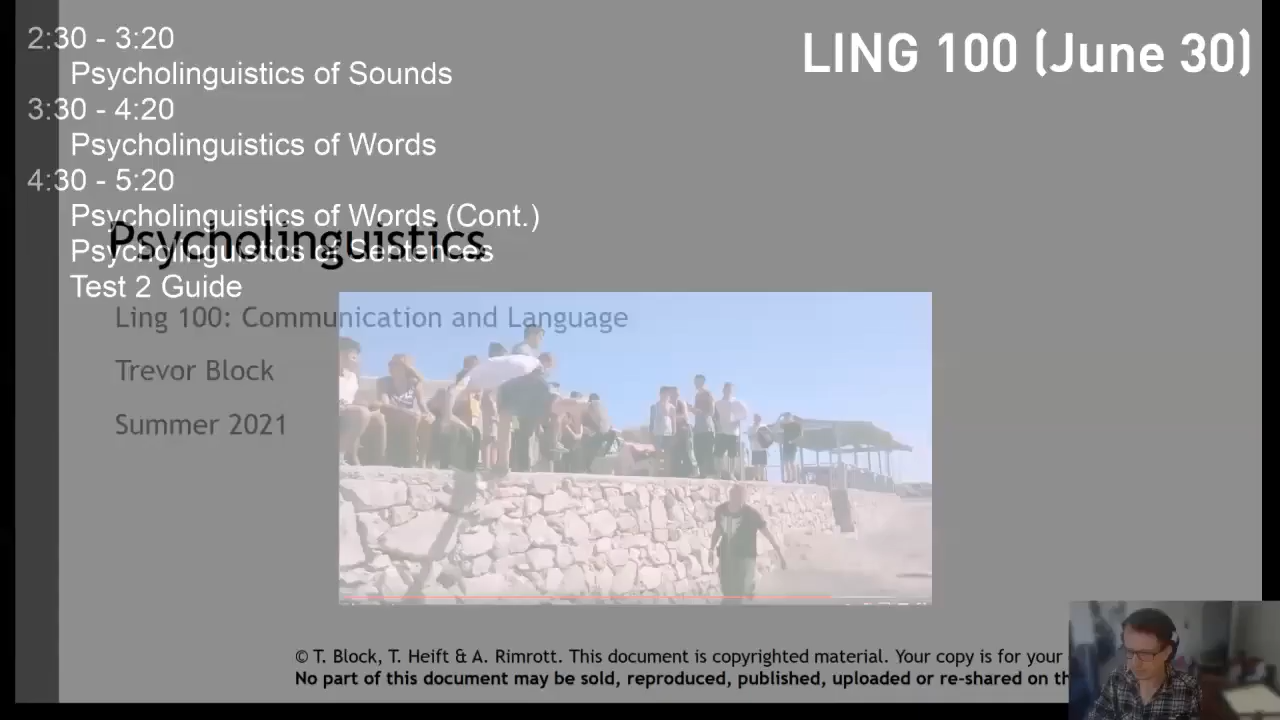 LING 100 (June 30)
2:30 - 3:20
Psycholinguistics of Sounds
3:30 - 4:20
Psycholinguistics of Words
4:30 - 5:20
Psycholinguistics of Words (Cont.)
Psycholinguistics of Sentences
Test 2 Guide
Psycholinguistics
Ling 100: Communication and Language
Trevor Block
Summer 2021
© T. Block, T. Heift & A. Rimrott. This document is copyrighted material. Your copy is for your
No part of this document may be sold, reproduced, published, uploaded or re-shared on th